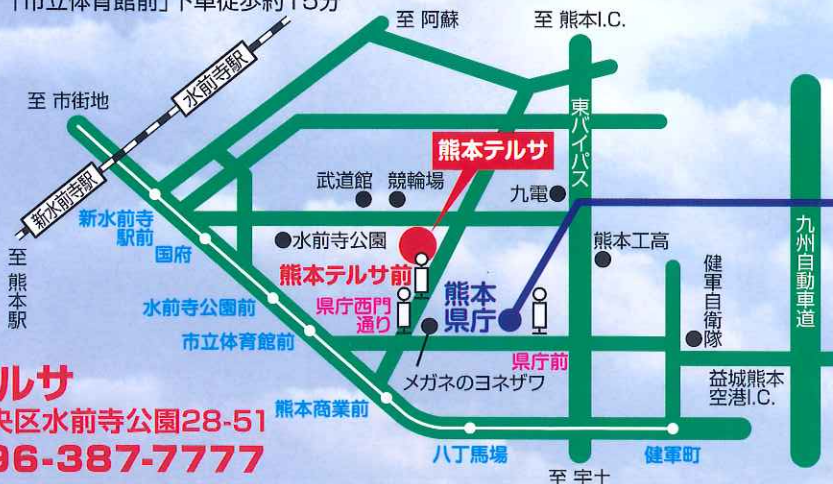 「市立体育館前」下車徒歩約15分
至 阿蘇
至 熊本I.C.
至 市街地
水前寺駅
新水前寺駅
至 熊本駅
東バイパス
熊本テルサ
武道館
競輪場
九電
新水前寺
駅前
国府
水前寺公園
熊本テルサ前
熊本工高
九州自動車道
水前寺公園前
県庁西門
通り
熊本
県庁
健軍自衛隊
市立体育館前
県庁前
メガネのヨネザワ
益城熊本
空港I.C.
熊本商業前
八丁馬場
健軍町
至 宇土
ルサ
央区水前寺公園28-51
96-387-7777